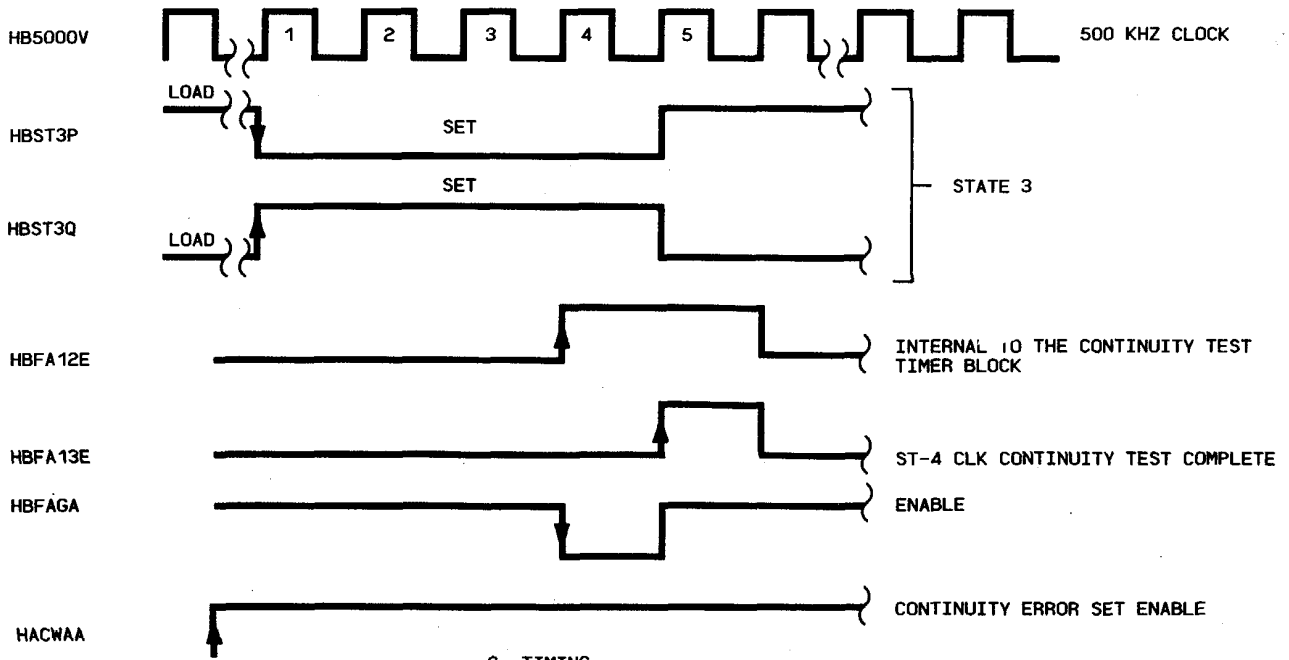 HB5000V
1 2 3 4 5
500 KHZ CLOCK
LOAD
HBST3P
SET
SET
STATE 3
HBST3Q
LOAD
HBFA12E
INTERNAL TO THE CONTINUITY TEST
TIMER BLOCK
HBFA13E
ST-4 CLK CONTINUITY TEST COMPLETE
HBFAGA
ENABLE
CONTINUITY ERROR SET ENABLE
HACWAA
TIMING